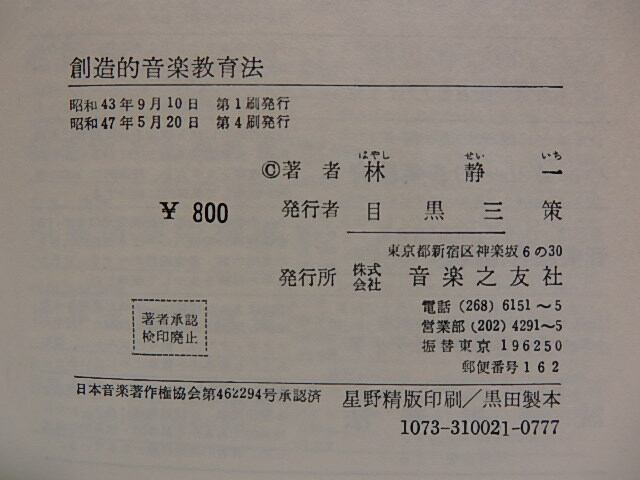 創造的音楽教育法
昭和43年9月10日 第1刷発行
昭和47年5月20日 第4刷発行
はやし せい いち
©著者 林 静 一
¥ 800 発行者 目黒三策
東京都新宿区神楽坂6の30
発行所 株式会社 音楽之友社
電話 (268) 6151〜5
営業部 (202) 4291〜5
振替東京 196250
郵便番号 162
著者承認
検印廃止
日本音楽著作権協会第462294号承認済 星野精版印刷/黒田製本
1073-310021-0777